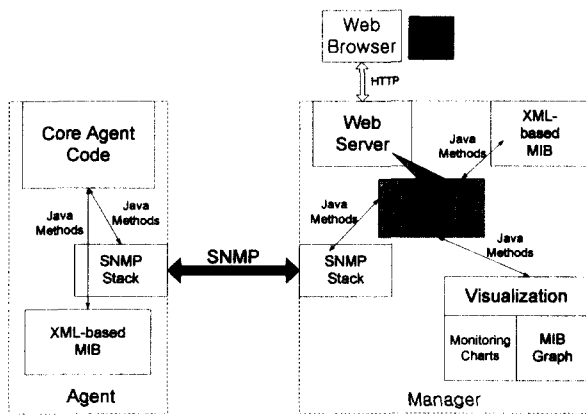 Web
Browser
HTTP
Core Agent
Code
Web
Server
XML-
based
MIB
Java
Methods
Java
Methods
Java
Methods
Java
Methods
SNMP
SNMP
Stack
SNMP
Stack
Java
Methods
Visualization
XML-based
MIB
Monitoring
Charts
MIB
Graph
Agent
Manager